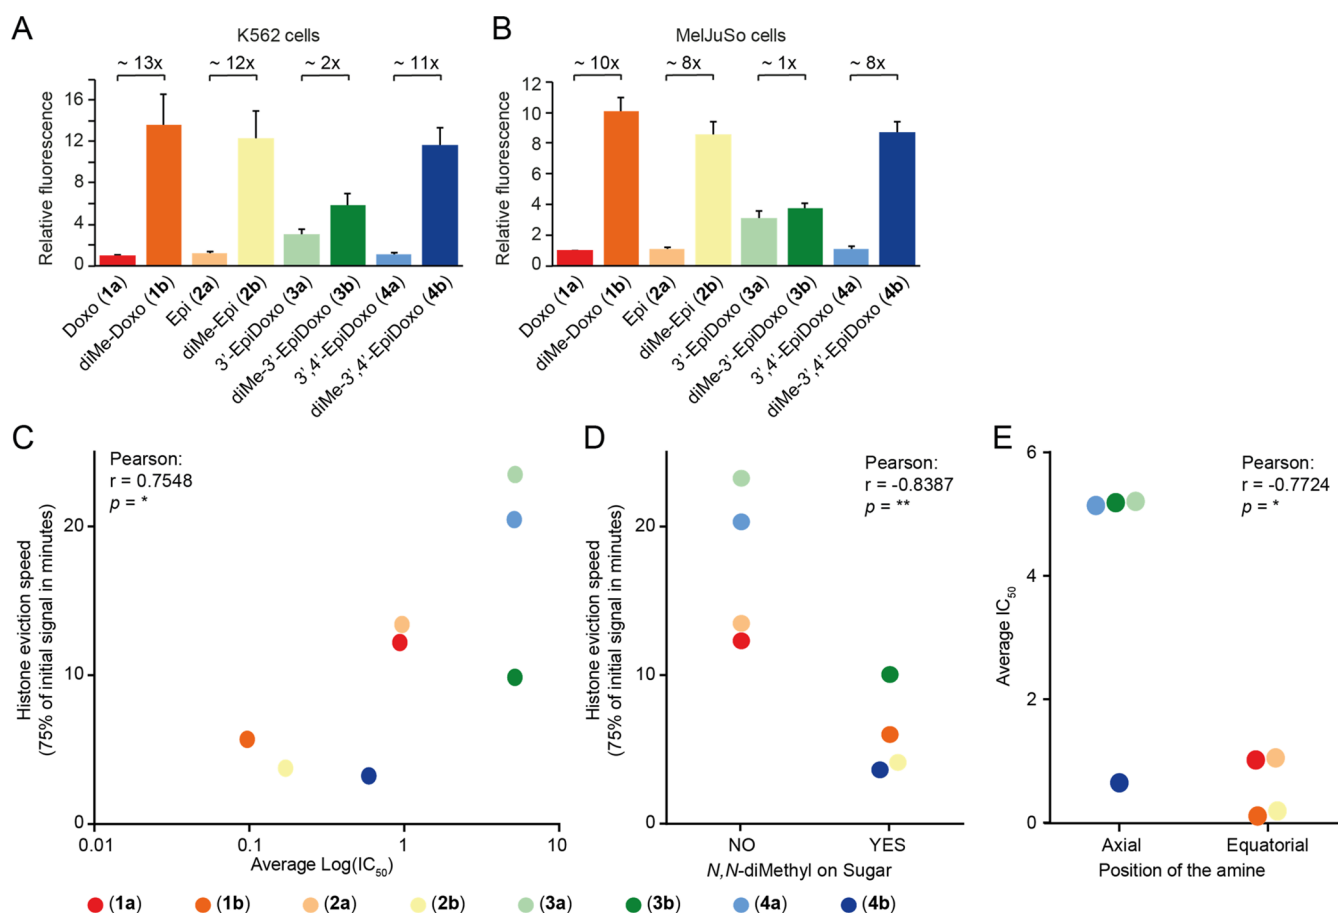 A
K562 cells
~ 13x
~ 12x
~ 2x
~ 11x
Relative fluorescence
16
12
8
4
0
Doxo (1a)
diMe-Doxo (1b)
Epi (2a)
diMe-Epi (2b)
3'-EpiDoxo (3a)
diMe-3'-EpiDoxo (3b)
3',4'-EpiDoxo (4a)
diMe-3',4'-EpiDoxo (4b)
B
MelJuSo cells
~ 10x
~ 8x
~ 1x
~ 8x
Relative fluorescence
12
10
8
6
4
2
0
Doxo (1a)
diMe-Doxo (1b)
Epi (2a)
diMe-Epi (2b)
3'-EpiDoxo (3a)
diMe-3'-EpiDoxo (3b)
3',4'-EpiDoxo (4a)
diMe-3',4'-EpiDoxo (4b)
C
Pearson:
r = 0.7548
p = *
Histone eviction speed
(75% of initial signal in minutes)
20
10
0
0.01
0.1
1
10
Average Log(IC50)
D
Pearson:
r = -0.8387
p = **
Histone eviction speed
(75% of initial signal in minutes)
20
10
0
NO
YES
N,N-diMethyl on Sugar
E
Pearson:
r = -0.7724
p = *
Average IC50
6
4
2
0
Axial
Equatorial
Position of the amine
(1a)
(1b)
(2a)
(2b)
(3a)
(3b)
(4a)
(4b)